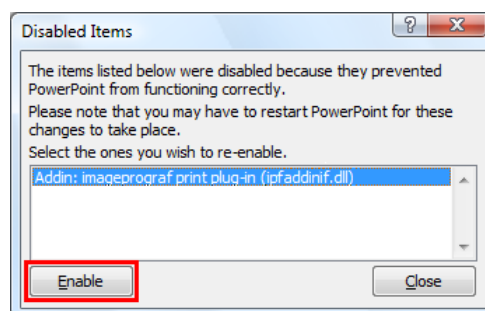 Disabled Items
The items listed below were disabled because they prevented
PowerPoint from functioning correctly.
Please note that you may have to restart PowerPoint for these
changes to take place.
Select the ones you wish to re-enable.
Addin: imageprograf print plug-in (ipfaddinif.dll)
Enable Close